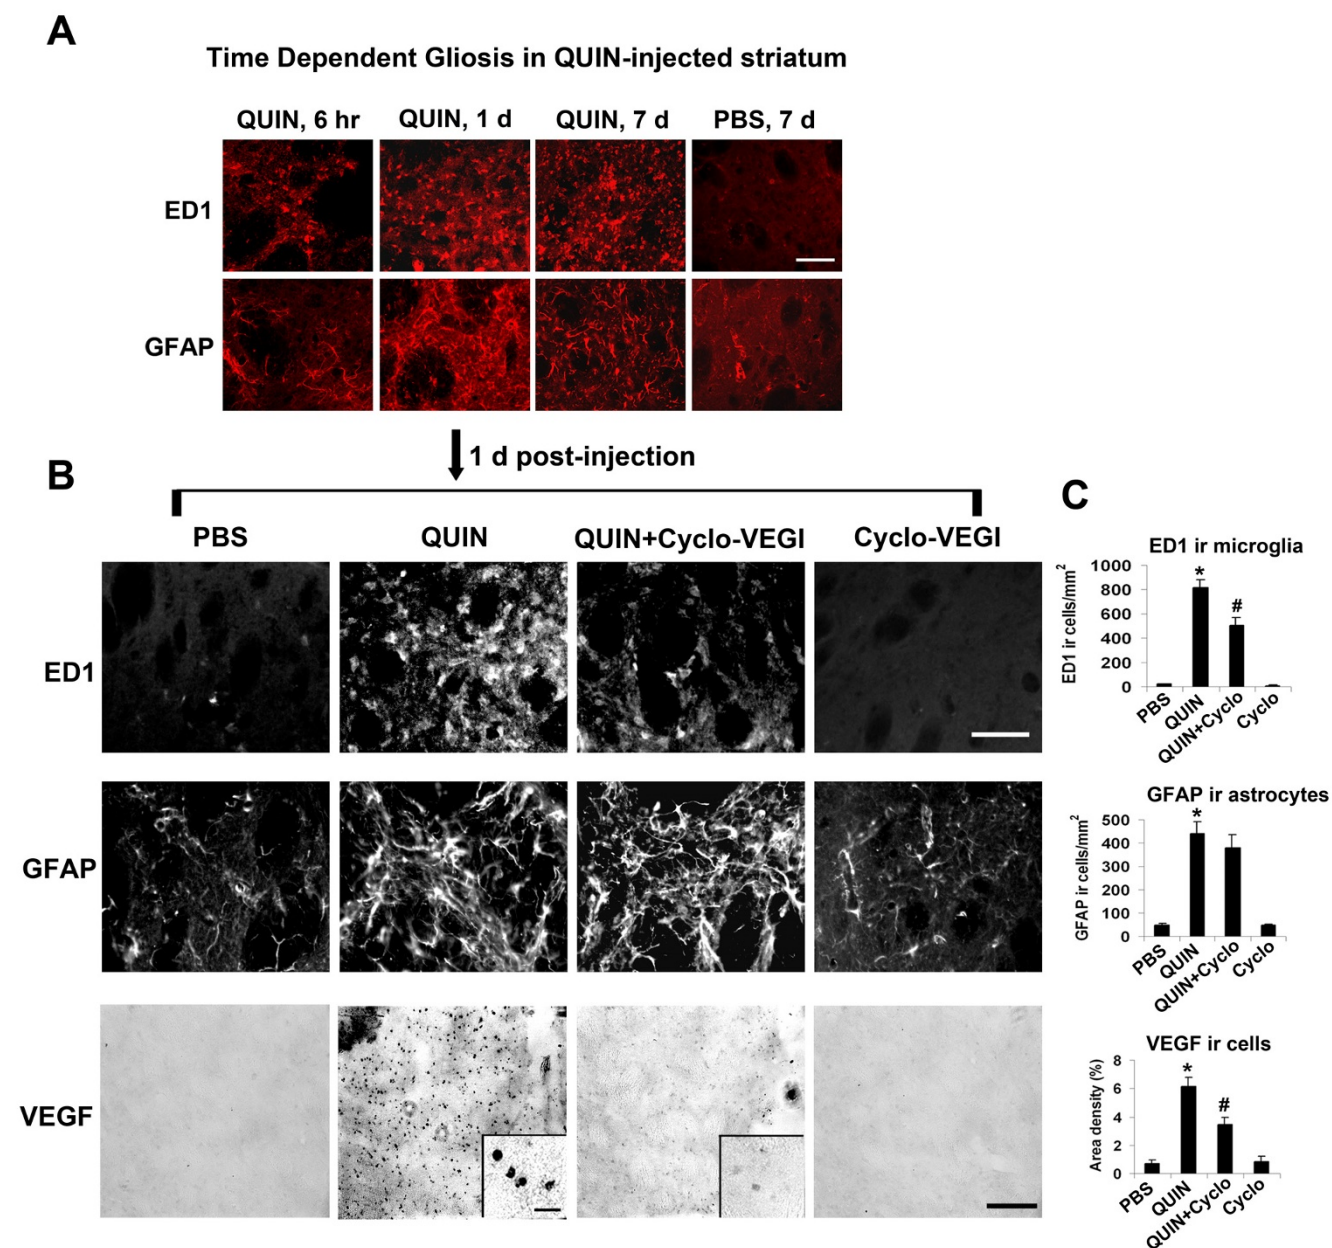 A
Time Dependent Gliosis in QUIN-injected striatum
QUIN, 6 hr QUIN, 1 d QUIN, 7 d PBS, 7 d
ED1
GFAP
1 d post-injection
B
PBS QUIN QUIN+Cyclo-VEGI Cyclo-VEGI
ED1
GFAP
VEGF
C
ED1 ir microglia
ED1 ir cells/mm²
1000
800
600
400
200
0
*
#
PBS QUIN QUIN+Cyclo Cyclo
GFAP ir astrocytes
GFAP ir cells/mm²
500
400
300
200
100
0
*
PBS QUIN QUIN+Cyclo Cyclo
VEGF ir cells
Area density (%)
8
6
4
2
0
*
#
PBS QUIN QUIN+Cyclo Cyclo